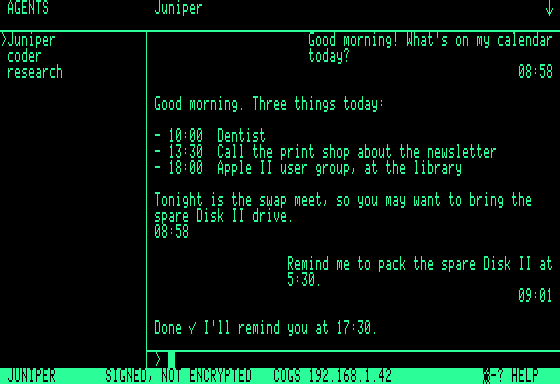 AGENTS
Juniper ↓
>Juniper
coder
research
Good morning! What's on my calendar
today?
08:58
Good morning. Three things today:
- 10:00 Dentist
- 13:30 Call the print shop about the newsletter
- 18:00 Apple II user group, at the library
Tonight is the swap meet, so you may want to bring the
spare Disk II drive.
08:58
Remind me to pack the spare Disk II at
5:30.
09:01
Done ✓ I'll remind you at 17:30.
>
JUNIPER SIGNED, NOT ENCRYPTED COGS 192.168.1.42 -? HELP